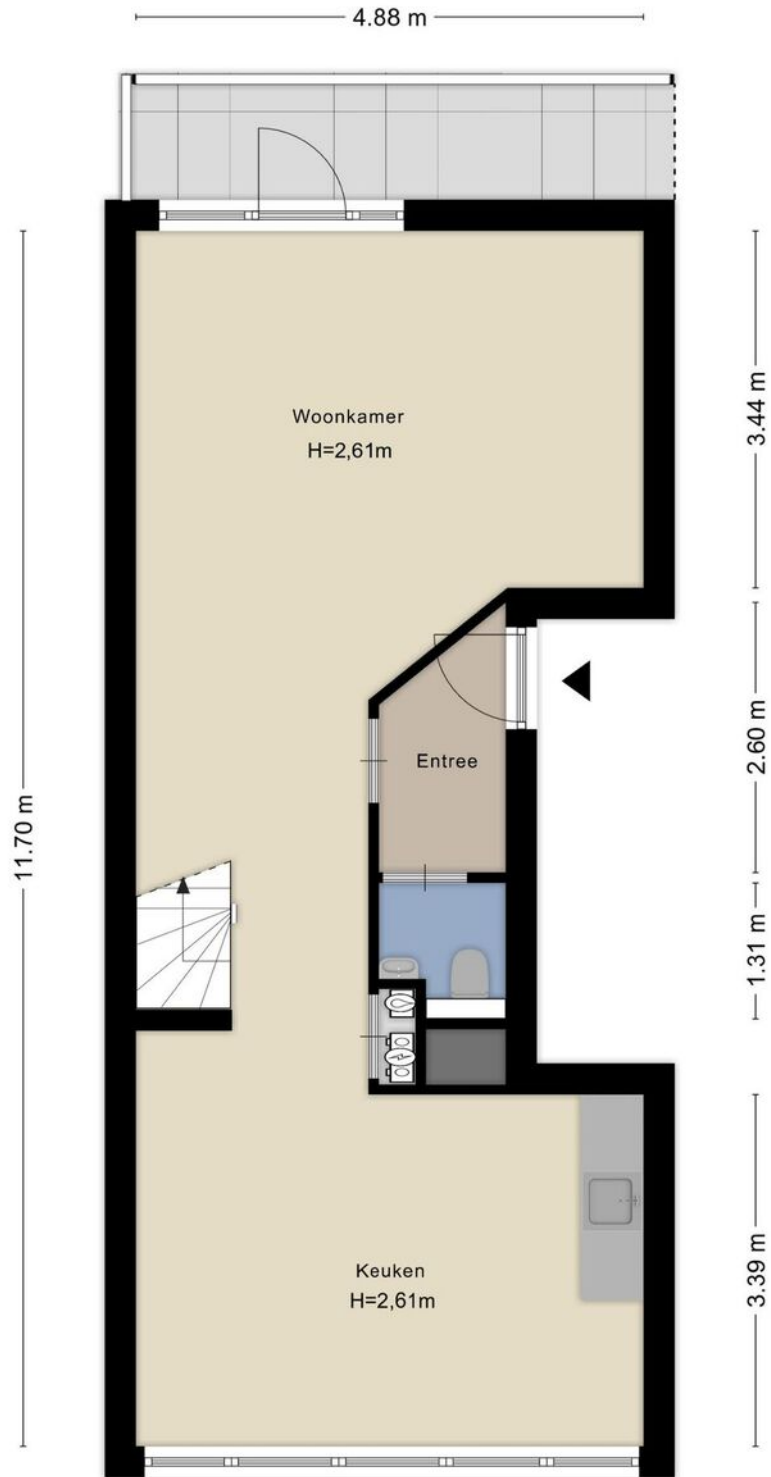 4.88 m
Woonkamer
H=2,61m
3.44 m
Entree
2.60 m
11.70 m
1.31 m
Keuken
H=2,61m
3.39 m